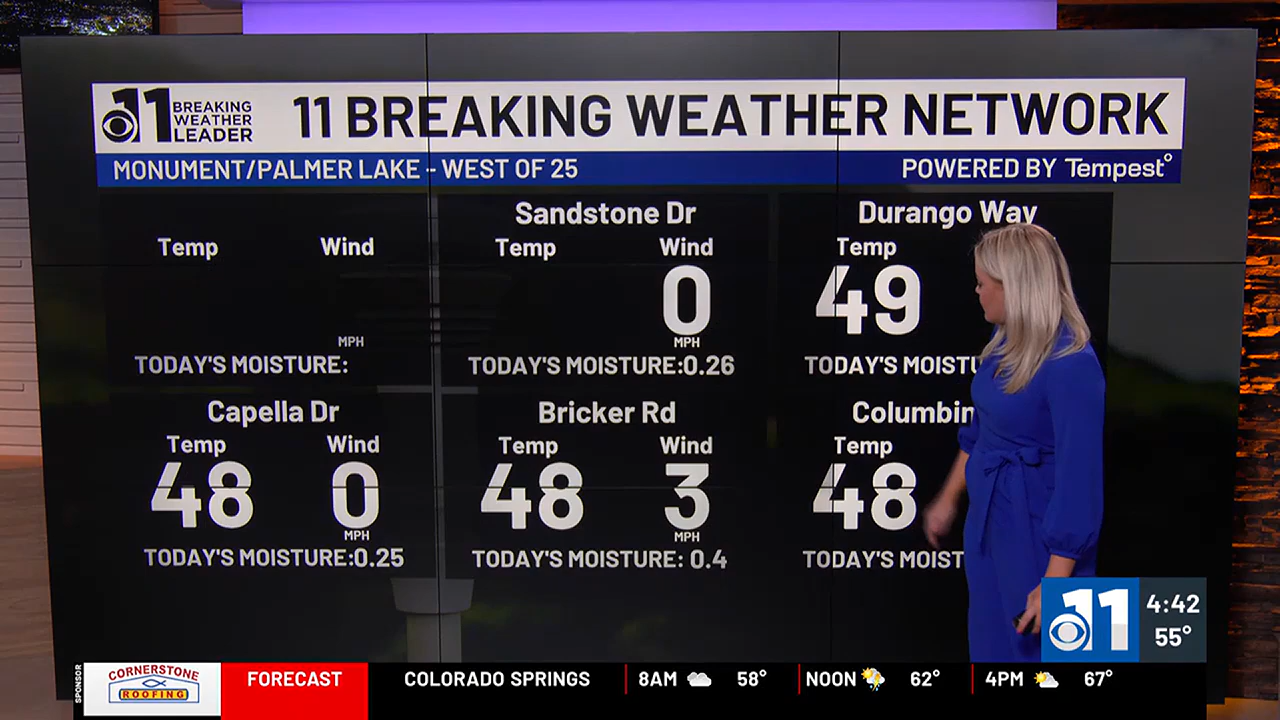 11 BREAKING WEATHER LEADER
11 BREAKING WEATHER NETWORK
MONUMENT/PALMER LAKE - WEST OF 25
POWERED BY Tempest°
Temp Wind
MPH
TODAY'S MOISTURE:
Sandstone Dr
Temp Wind
0
MPH
TODAY'S MOISTURE:0.26
Durango Way
Temp
49
TODAY'S
Capella Dr
Temp Wind
48 0
MPH
TODAY'S MOISTURE:0.25
Bricker Rd
Temp Wind
48 3
MPH
TODAY'S MOISTURE: 0.4
Temp
48
TODAY'S
11
4:42
55°
SPONSOR
CORNERSTONE
ROOFING
FORECAST
COLORADO SPRINGS
8AM 58°
NOON 62°
4PM 67°